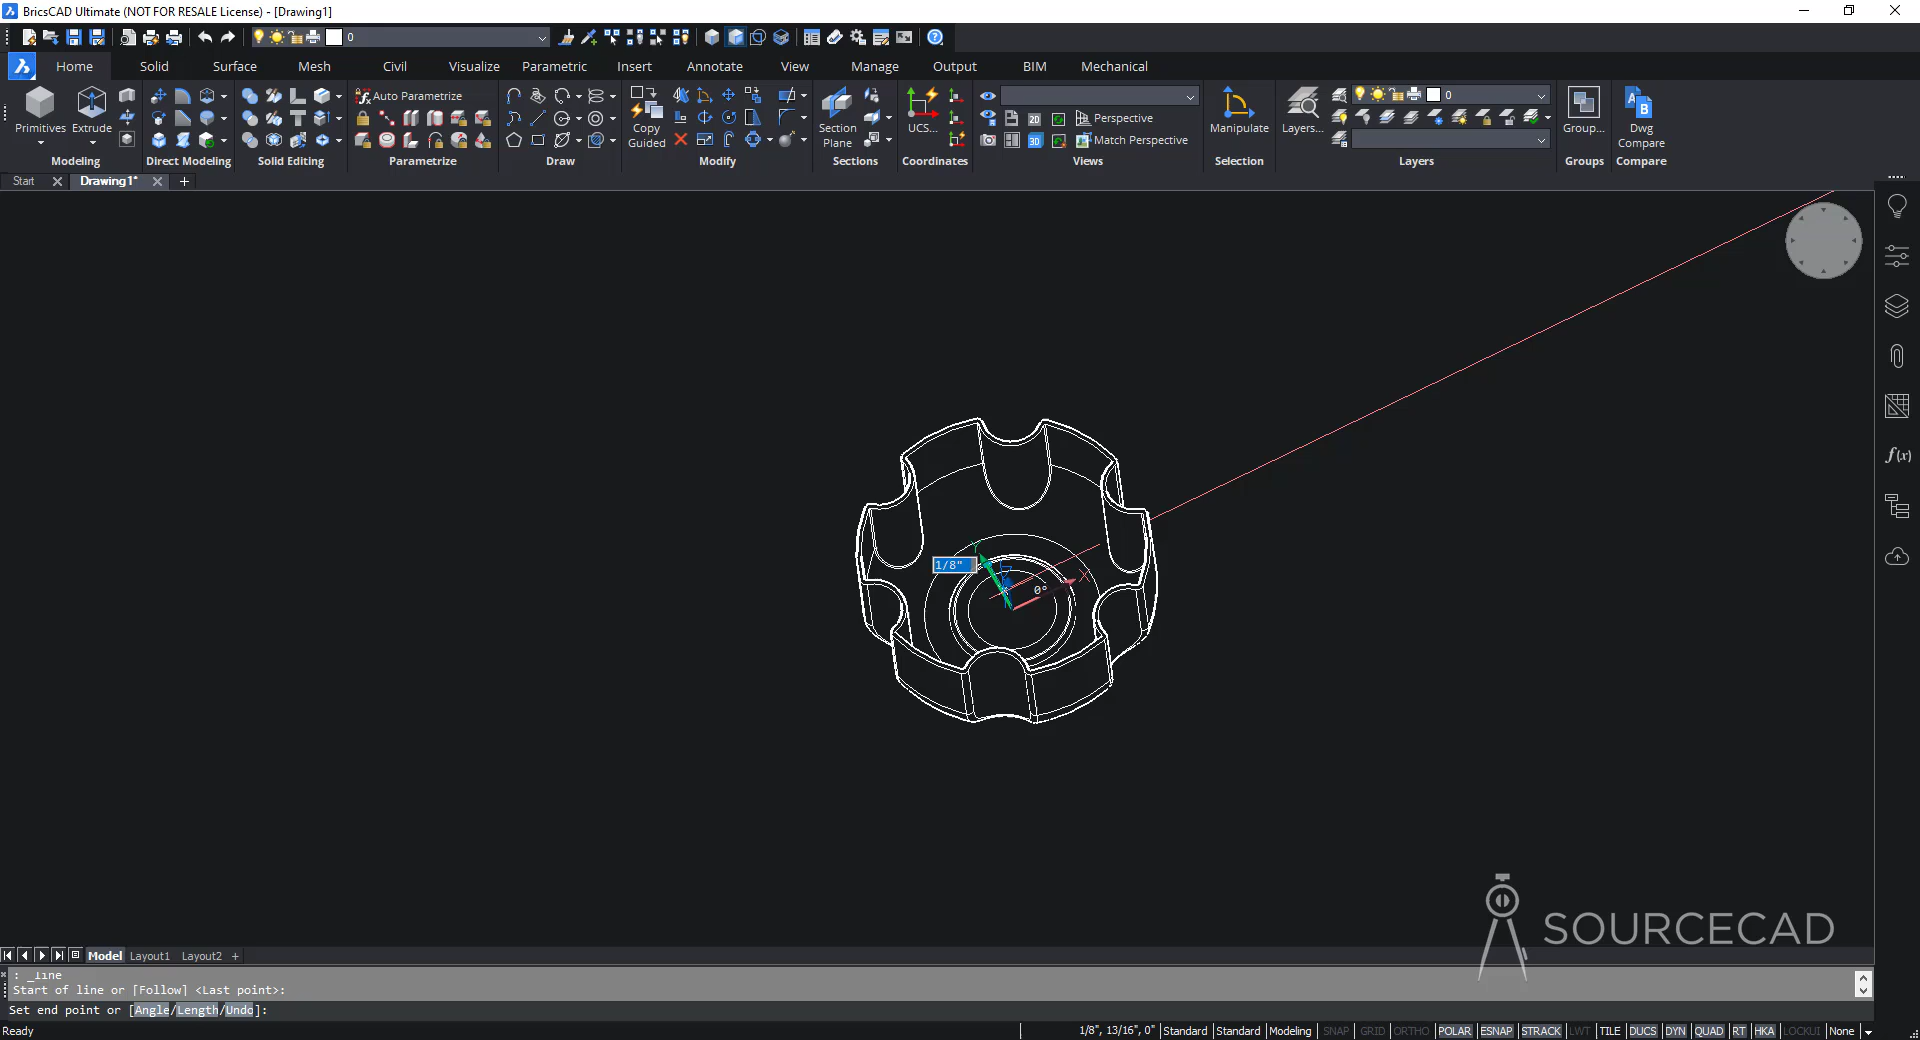 BricsCAD Ultimate (NOT FOR RESALE License) - [Drawing1]
0
Home Solid Surface Mesh Civil Visualize Parametric Insert Annotate View Manage Output BIM Mechanical
Auto Parametrize
0
Perspective
Match Perspective
2D
3D
Primitives Extrude
Copy
Guided
Section
Plane
UCS...
Manipulate
Layers...
Group...
A
B
Dwg
Compare
Modeling Direct Modeling Solid Editing Parametrize Draw Modify Sections Coordinates Views Selection Layers Groups Compare
Start Drawing1*
f(x)
Y
1/8"
X
0°
SOURCECAD
Model Layout1 Layout2 +
: _line
Start of line or [Follow] <Last point>:
Set end point or [Angle/Length/Undo]:
Ready
1/8", 13/16", 0" Standard Standard Modeling SNAP GRID ORTHO POLAR ESNAP STRACK LWT TILE DUCS DYN QUAD RT HKA LOCKUI None